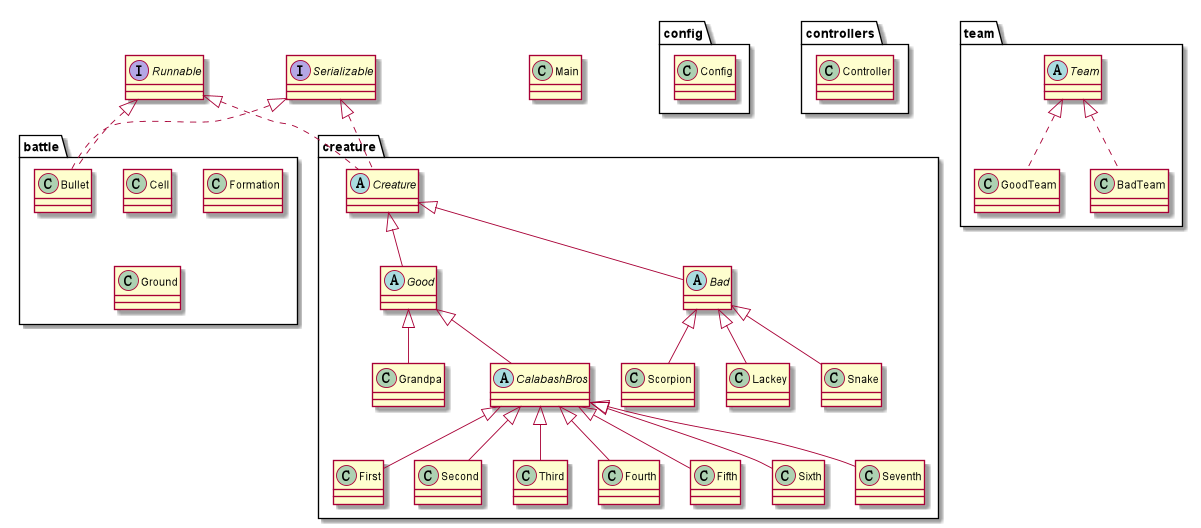 config
controllers
team
I Runnable
I Serializable
C Main
C Config
C Controller
A Team
battle
creature
C Bullet
C Cell
C Formation
A Creature
C GoodTeam
C BadTeam
C Ground
A Good
A Bad
C Grandpa
A CalabashBros
C Scorpion
C Lackey
C Snake
C First
C Second
C Third
C Fourth
C Fifth
C Sixth
C Seventh